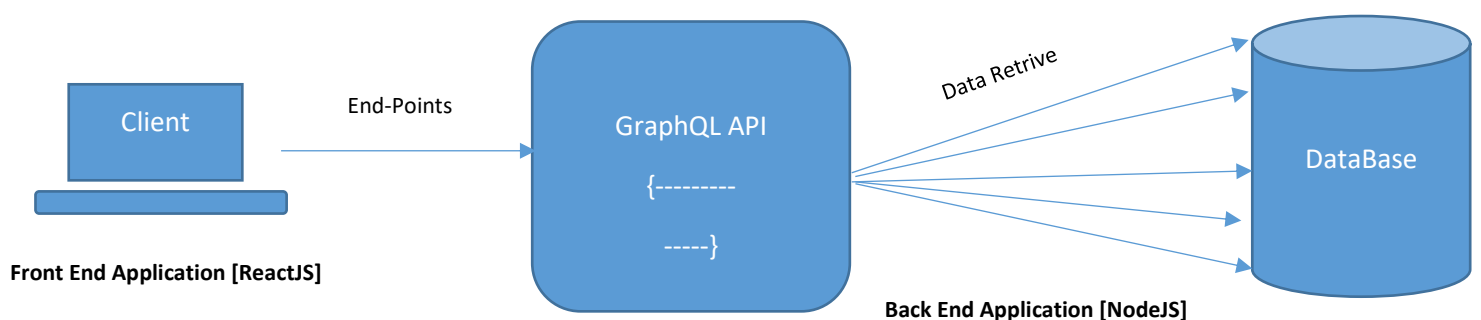 Client
Front End Application [ReactJS]
End-Points
GraphQL API
{---------
-----}
Data Retrive
Back End Application [NodeJS]
DataBase